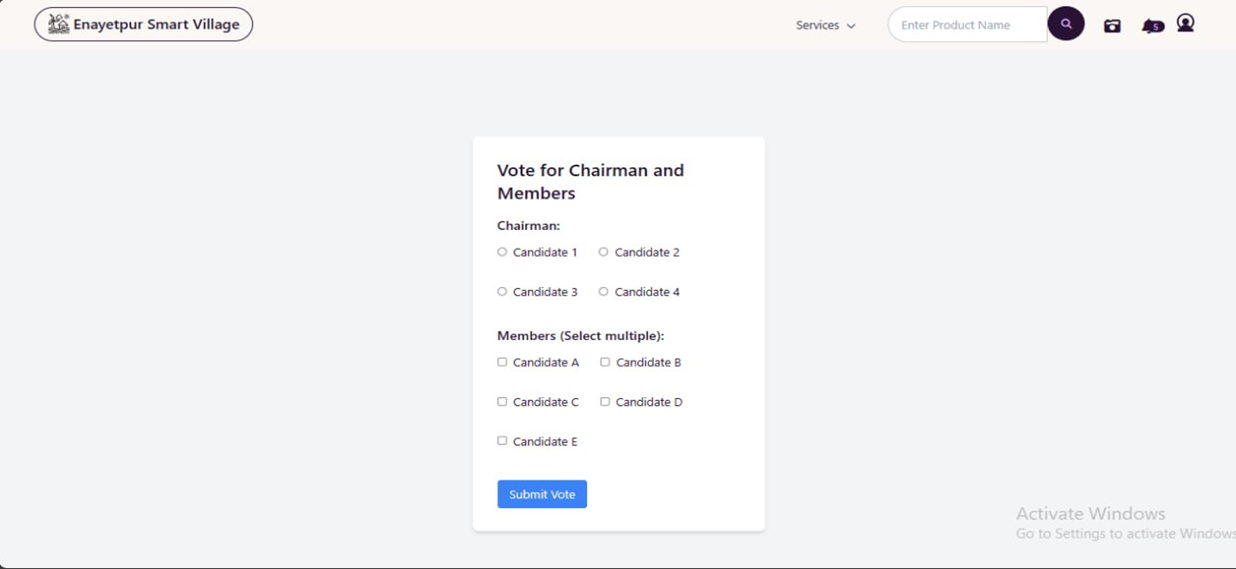 Enayetpur Smart Village
Services
Enter Product Name
5
Vote for Chairman and
Members
Chairman:
Candidate 1 Candidate 2
Candidate 3 Candidate 4
Members (Select multiple):
Candidate A Candidate B
Candidate C Candidate D
Candidate E
Submit Vote
Activate Windows
Go to Settings to activate Windows